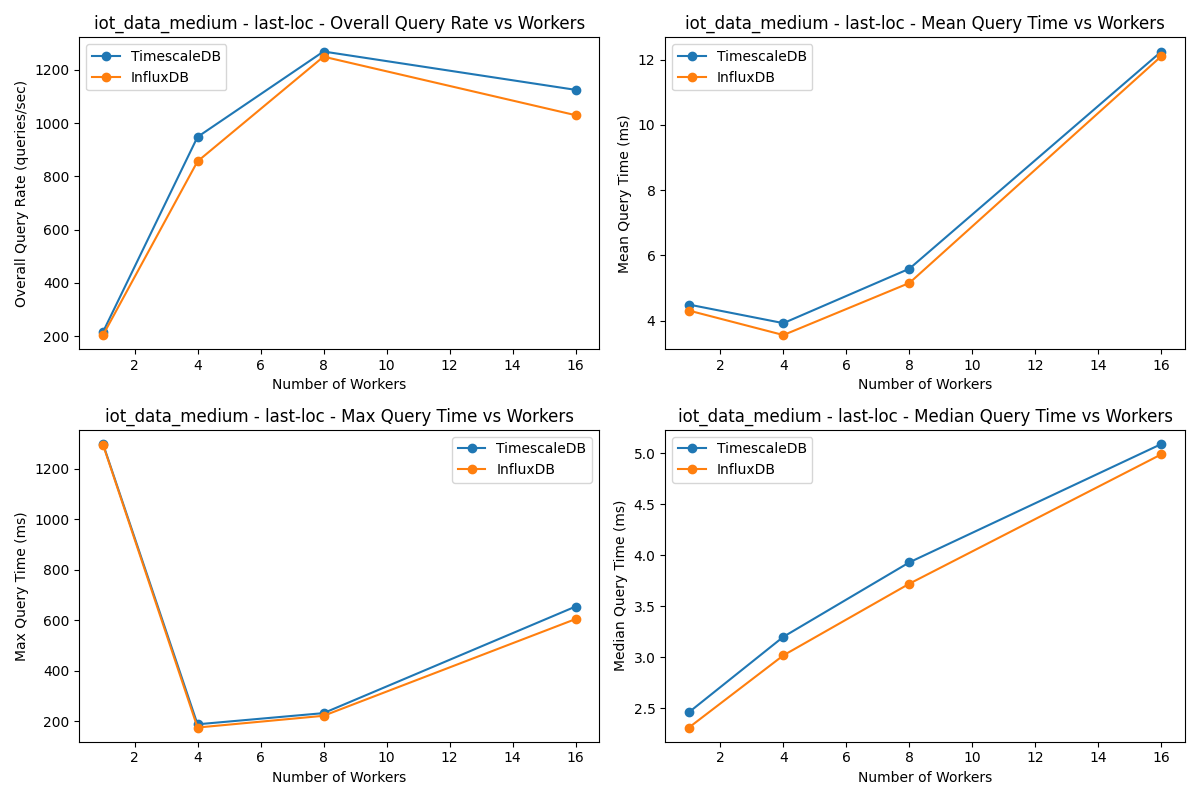 iot_data_medium - last-loc - Overall Query Rate vs Workers
TimescaleDB
InfluxDB
Overall Query Rate (queries/sec)
1200
1000
800
600
400
200
2 4 6 8 10 12 14 16
Number of Workers
iot_data_medium - last-loc - Mean Query Time vs Workers
TimescaleDB
InfluxDB
Mean Query Time (ms)
12
10
8
6
4
2 4 6 8 10 12 14 16
Number of Workers
iot_data_medium - last-loc - Max Query Time vs Workers
TimescaleDB
InfluxDB
Max Query Time (ms)
1200
1000
800
600
400
200
2 4 6 8 10 12 14 16
Number of Workers
iot_data_medium - last-loc - Median Query Time vs Workers
TimescaleDB
InfluxDB
Median Query Time (ms)
5.0
4.5
4.0
3.5
3.0
2.5
2 4 6 8 10 12 14 16
Number of Workers